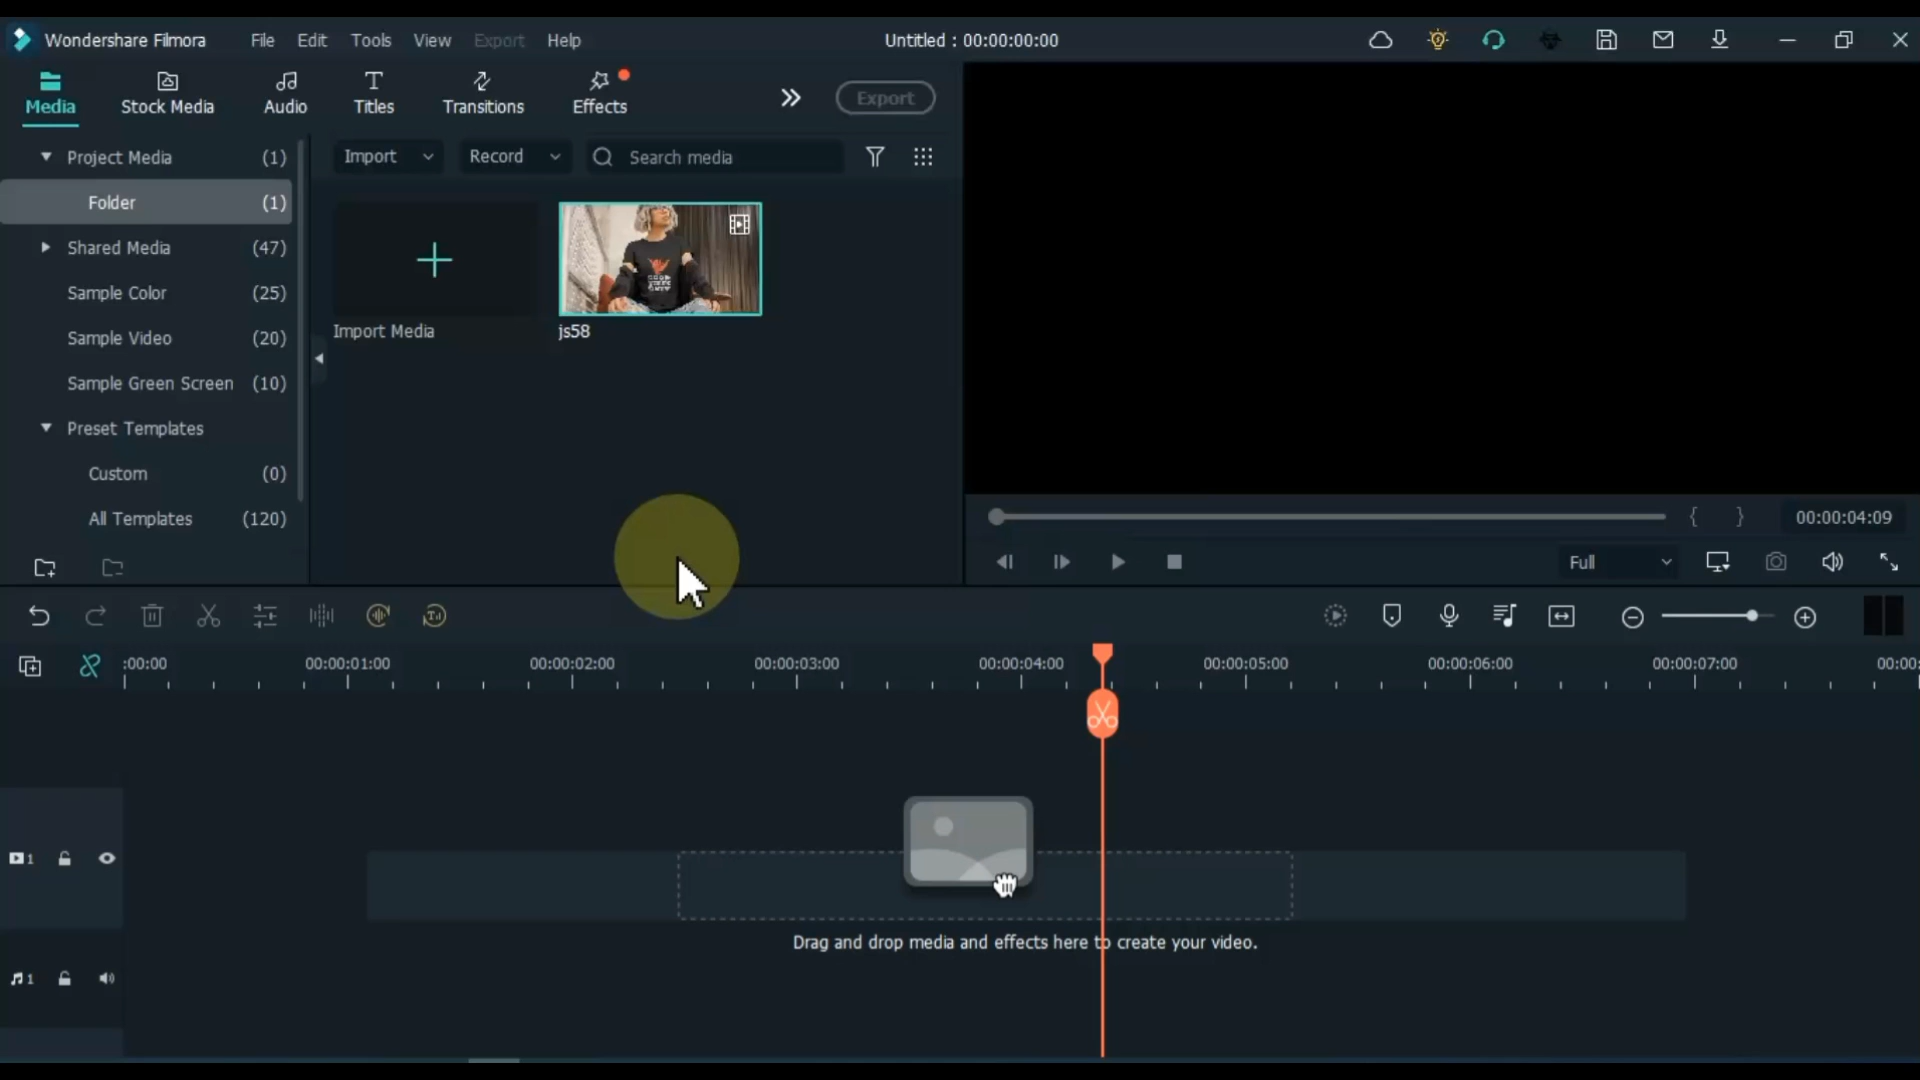 Wondershare Filmora File Edit Tools View Export Help Untitled : 00:00:00:00
Media Stock Media Audio Titles Transitions Effects Export
Project Media (1)
Folder (1)
Shared Media (47)
Sample Color (25)
Sample Video (20)
Sample Green Screen (10)
Preset Templates
Custom (0)
All Templates (120)
Import Record Search media
Import Media js58
00:00:04:09
Full
:00:00 00:00:01:00 00:00:02:00 00:00:03:00 00:00:04:00 00:00:05:00 00:00:06:00 00:00:07:00 00:00:
1
Drag and drop media and effects here to create your video.
1